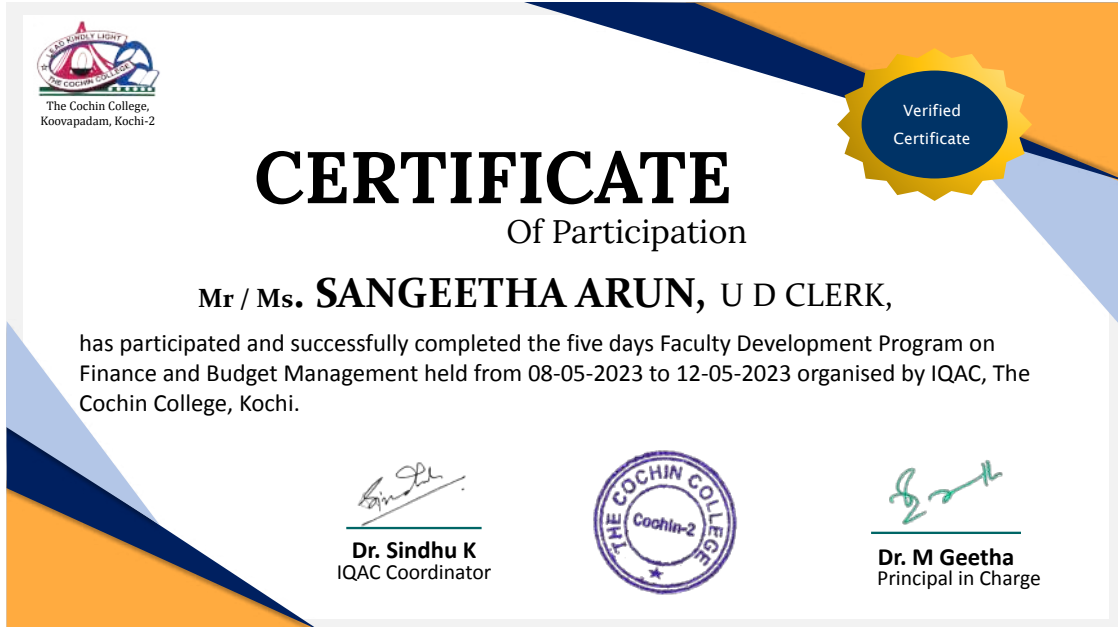 LEAD KINDLY LIGHT
THE COCHIN COLLEGE
The Cochin College,
Koovapadam, Kochi-2
Verified
Certificate
CERTIFICATE
Of Participation
Mr / Ms. SANGEETHA ARUN, U D CLERK,
has participated and successfully completed the five days Faculty Development Program on
Finance and Budget Management held from 08-05-2023 to 12-05-2023 organised by IQAC, The
Cochin College, Kochi.
Sindhu
THE COCHIN COLLEGE
Cochin-2
Dr. Sindhu K
IQAC Coordinator
Dr. M Geetha
Principal in Charge